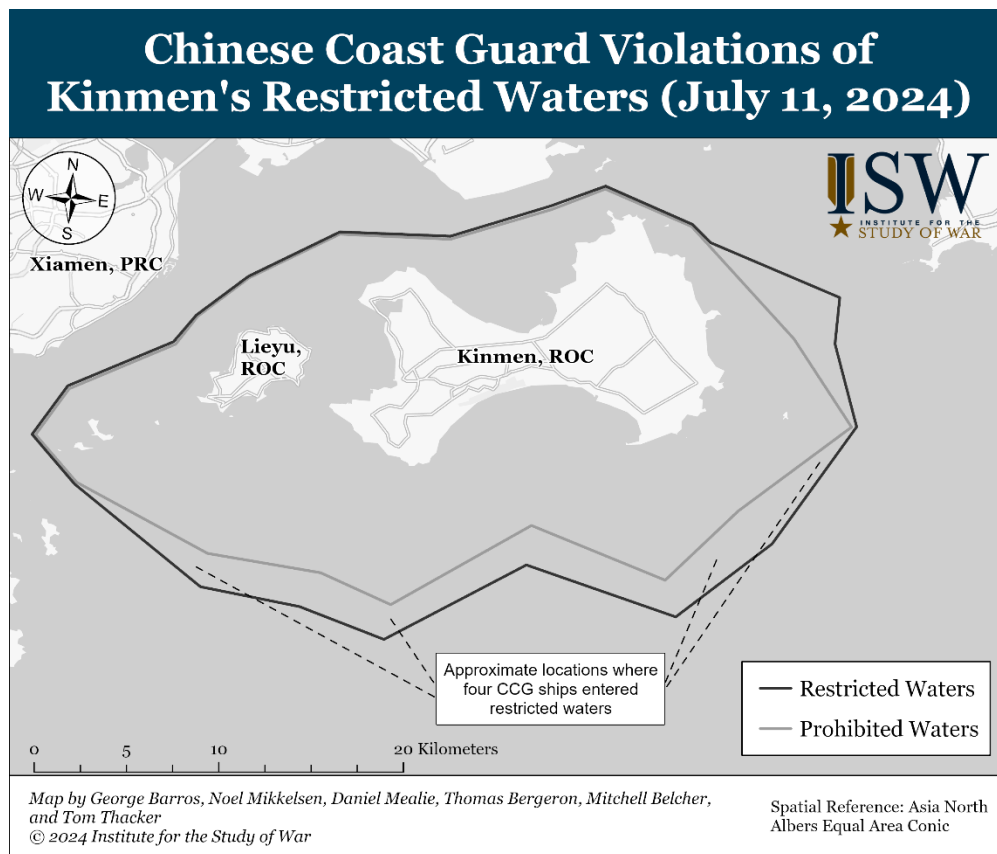 Chinese Coast Guard Violations of
Kinmen's Restricted Waters (July 11, 2024)
N
W E
S
ISW
INSTITUTE FOR THE
STUDY OF WAR
Xiamen, PRC
Lieyu,
ROC
Kinmen, ROC
Approximate locations where
four CCG ships entered
restricted waters
Restricted Waters
Prohibited Waters
0 5 10 20 Kilometers
Map by George Barros, Noel Mikkelsen, Daniel Mealie, Thomas Bergeron, Mitchell Belcher,
and Tom Thacker
© 2024 Institute for the Study of War
Spatial Reference: Asia North
Albers Equal Area Conic